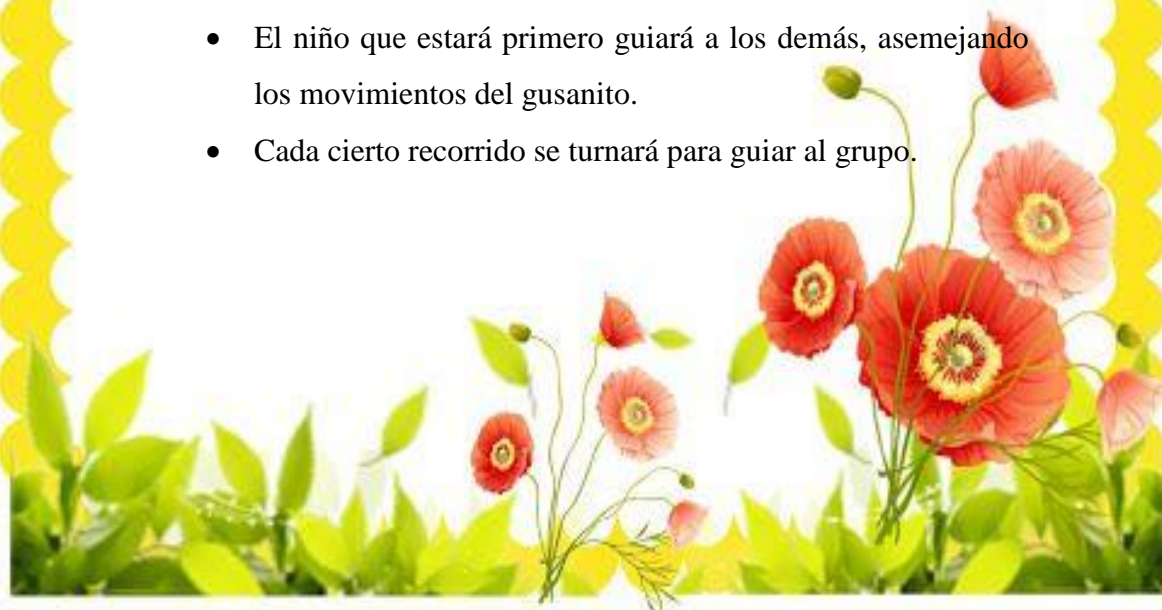 • El niño que estará primero guiará a los demás, asemejando
los movimientos del gusanito.
• Cada cierto recorrido se turnará para guiar al grupo.